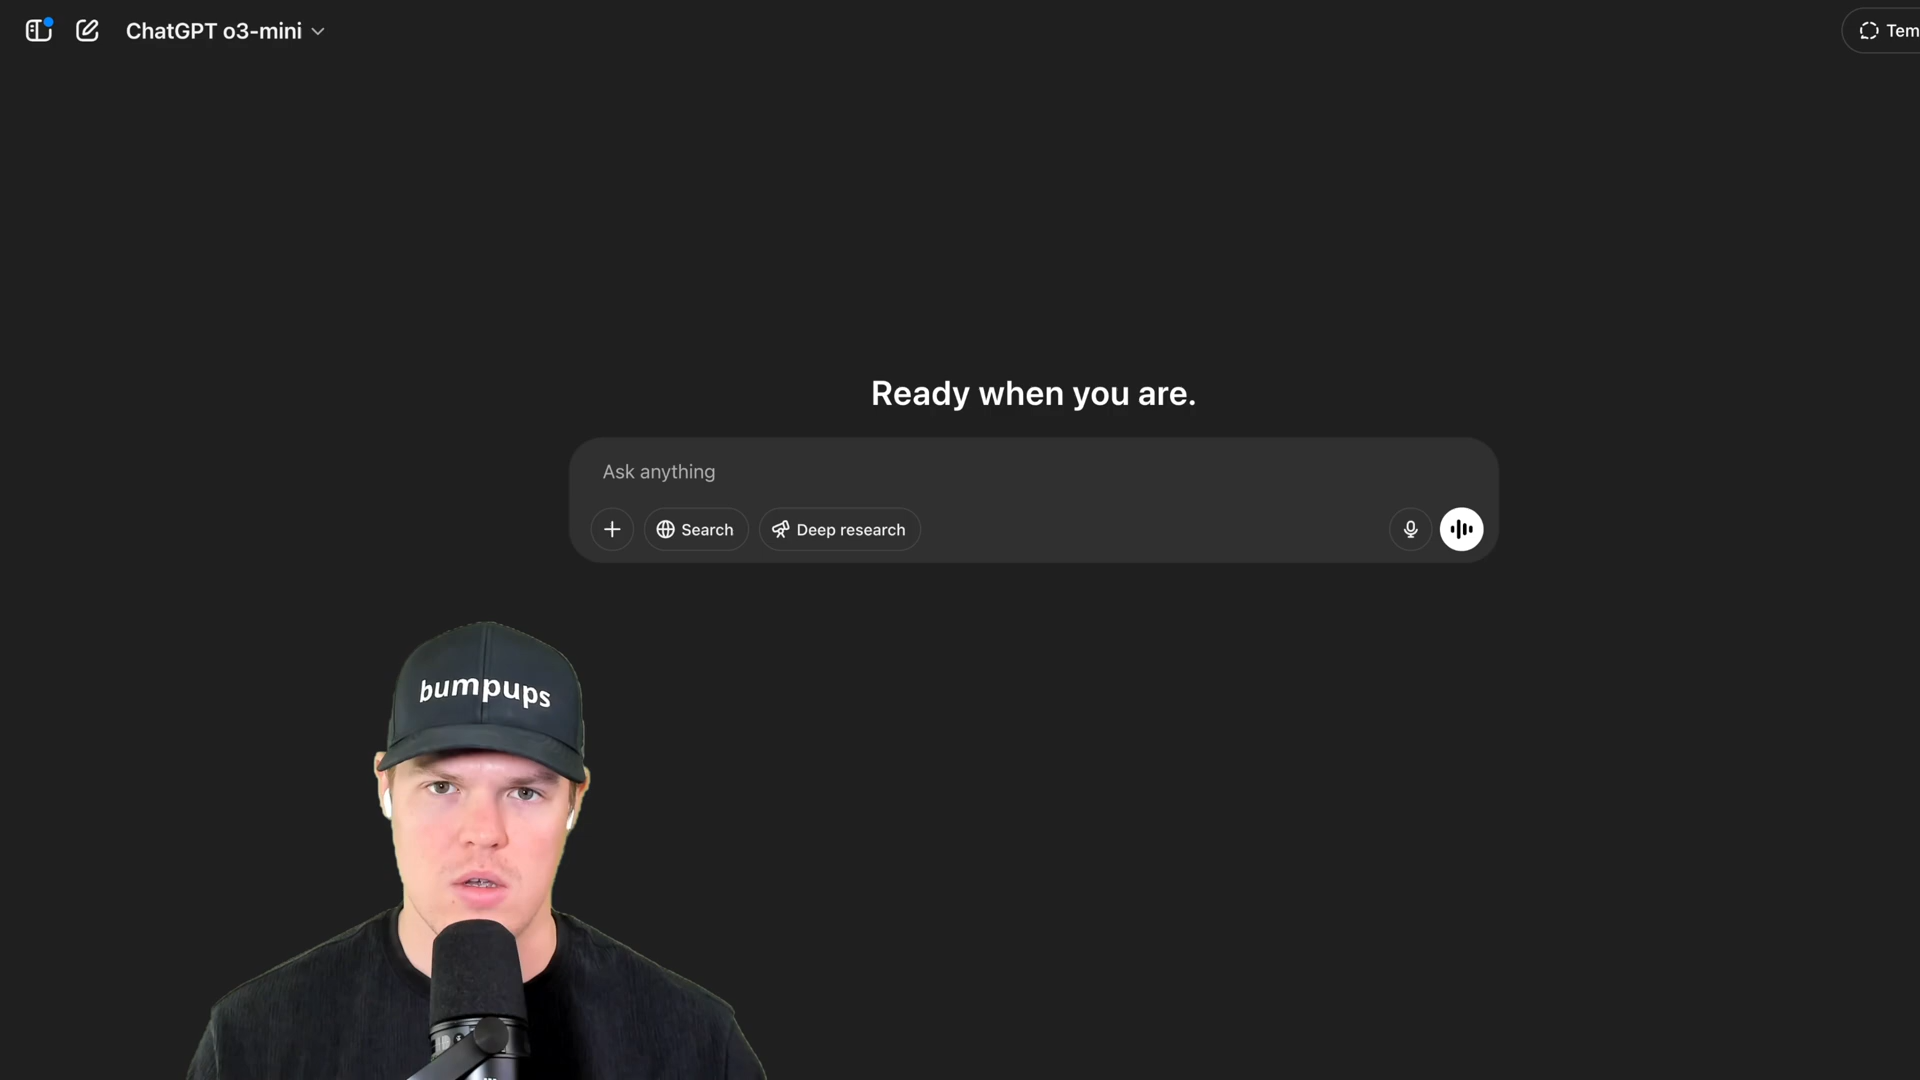 ChatGPT o3-mini
Tem
Ready when you are.
Ask anything
Search
Deep research
bumpups